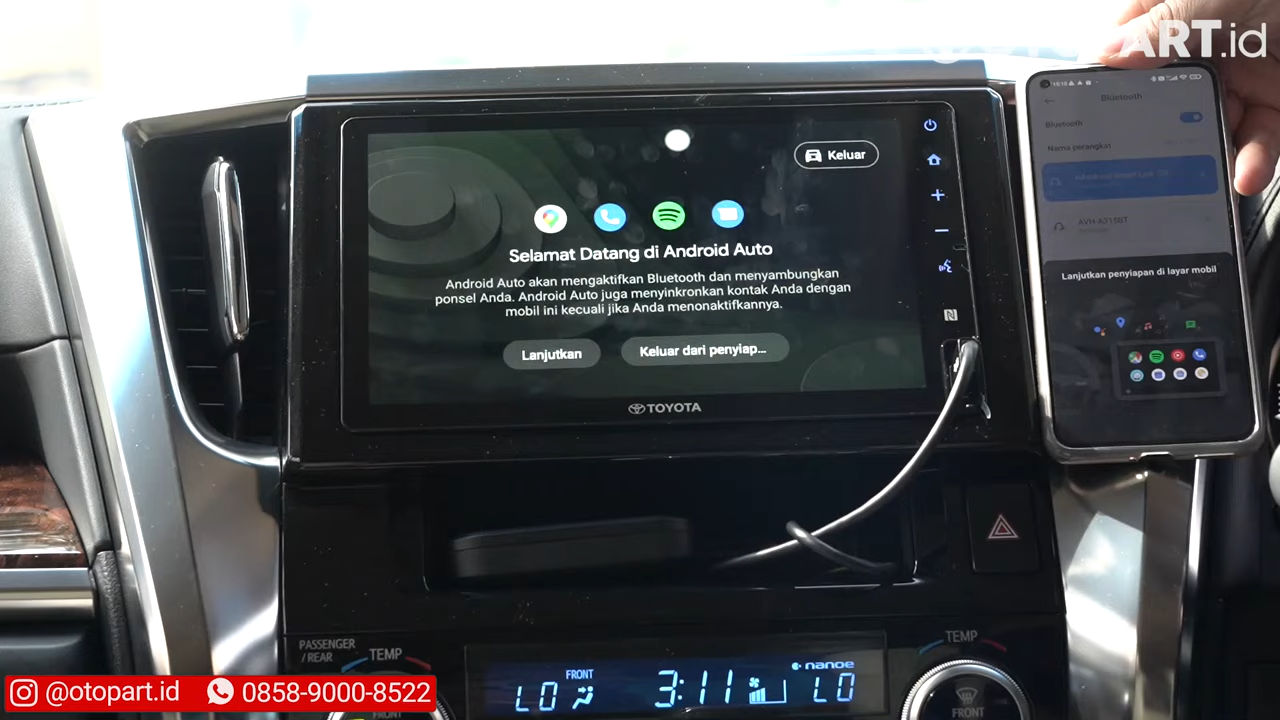 OTOPART.id
Keluar
Selamat Datang di Android Auto
Android Auto akan mengaktifkan Bluetooth dan menyambungkan
ponsel Anda. Android Auto juga menyinkronkan kontak Anda dengan
mobil ini kecuali jika Anda menonaktifkannya.
Lanjutkan
Keluar dari penyiap...
TOYOTA
Bluetooth
Bluetooth
Nama perangkat
AVH-A315BT
Lanjutkan penyiapan di layar mobil
PASSENGER
/ REAR
TEMP
TEMP
FRONT
nanoe
LO
3:11
LO
FRONT
FRONT
@otopart.id
0858-9000-8522